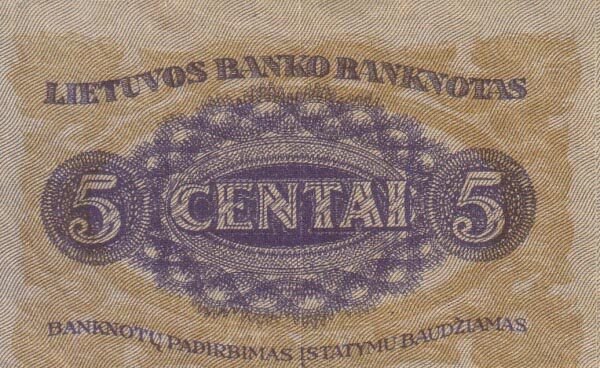 LIETUVOS BANKO BANKNOTAS
5 CENTAI 5
BANKNOTŲ PADIRBIMAS ĮSTATYMU BAUDŽIAMAS